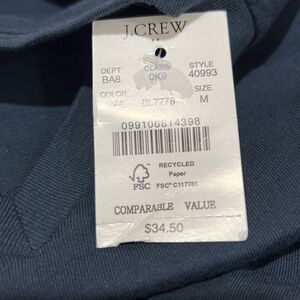 J.CREW
DEPT CLASS STYLE
BA8 0K9 40993
COLOR SIZE
BL7778 M
099106814398
RECYCLED
Paper
FSC FSC® C117781
COMPARABLE VALUE
$34.50